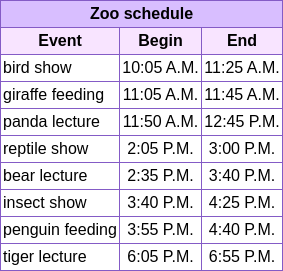 Zoo schedule
Event Begin End
bird show 10:05 A.M. 11:25 A.M.
giraffe feeding 11:05 A.M. 11:45 A.M.
panda lecture 11:50 A.M. 12:45 P.M.
reptile show 2:05 P.M. 3:00 P.M.
bear lecture 2:35 P.M. 3:40 P.M.
insect show 3:40 P.M. 4:25 P.M.
penguin feeding 3:55 P.M. 4:40 P.M.
tiger lecture 6:05 P.M. 6:55 P.M.